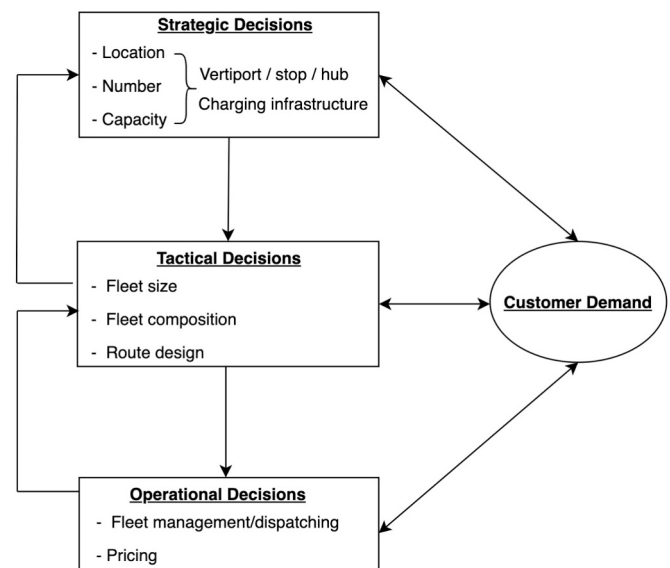 Strategic Decisions
- Location
- Number
- Capacity
Vertiport / stop / hub
Charging infrastructure
Tactical Decisions
- Fleet size
- Fleet composition
- Route design
Customer Demand
Operational Decisions
- Fleet management/dispatching
- Pricing